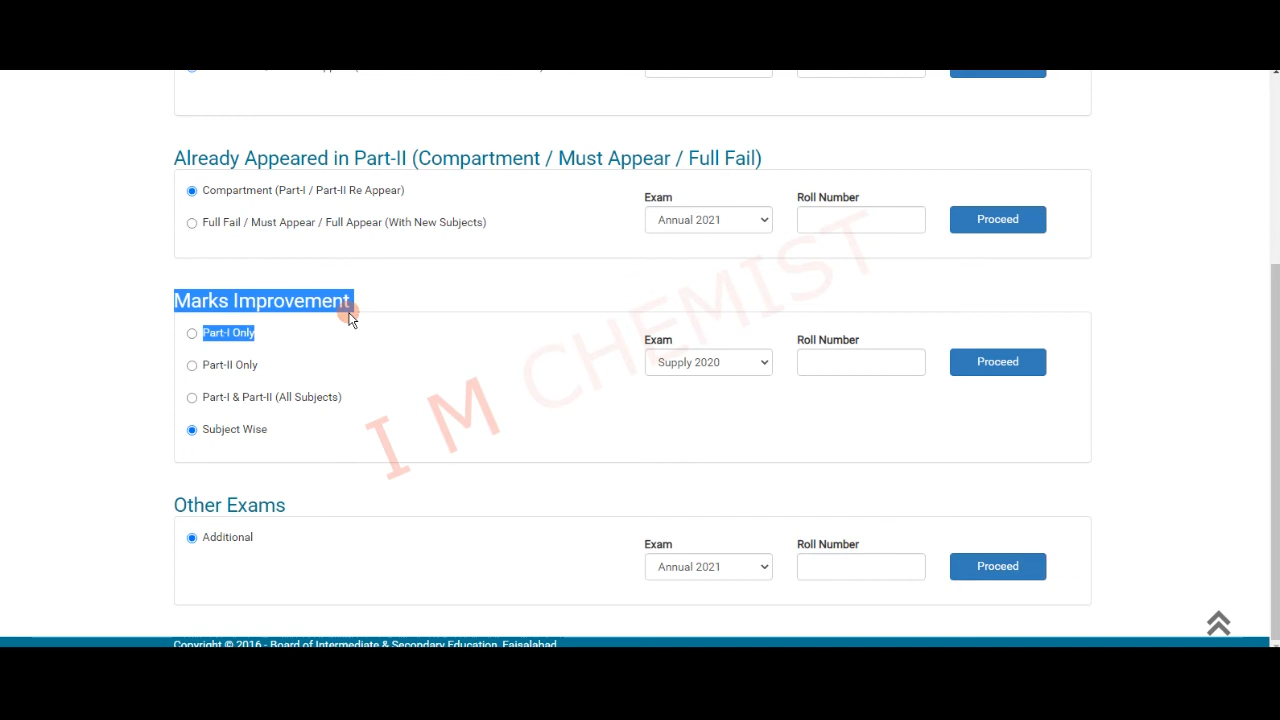 Already Appeared in Part-II (Compartment / Must Appear / Full Fail)
Compartment (Part-I / Part-II Re Appear)
Full Fail / Must Appear / Full Appear (With New Subjects)
Exam
Roll Number
Annual 2021
Proceed
Marks Improvement
Part-I Only
Part-II Only
Part-I & Part-II (All Subjects)
Subject Wise
Exam
Roll Number
Supply 2020
Proceed
I M CHEMIST
Other Exams
Additional
Exam
Roll Number
Annual 2021
Proceed
Copyright © 2016 - Board of Intermediate & Secondary Education, Faisalabad